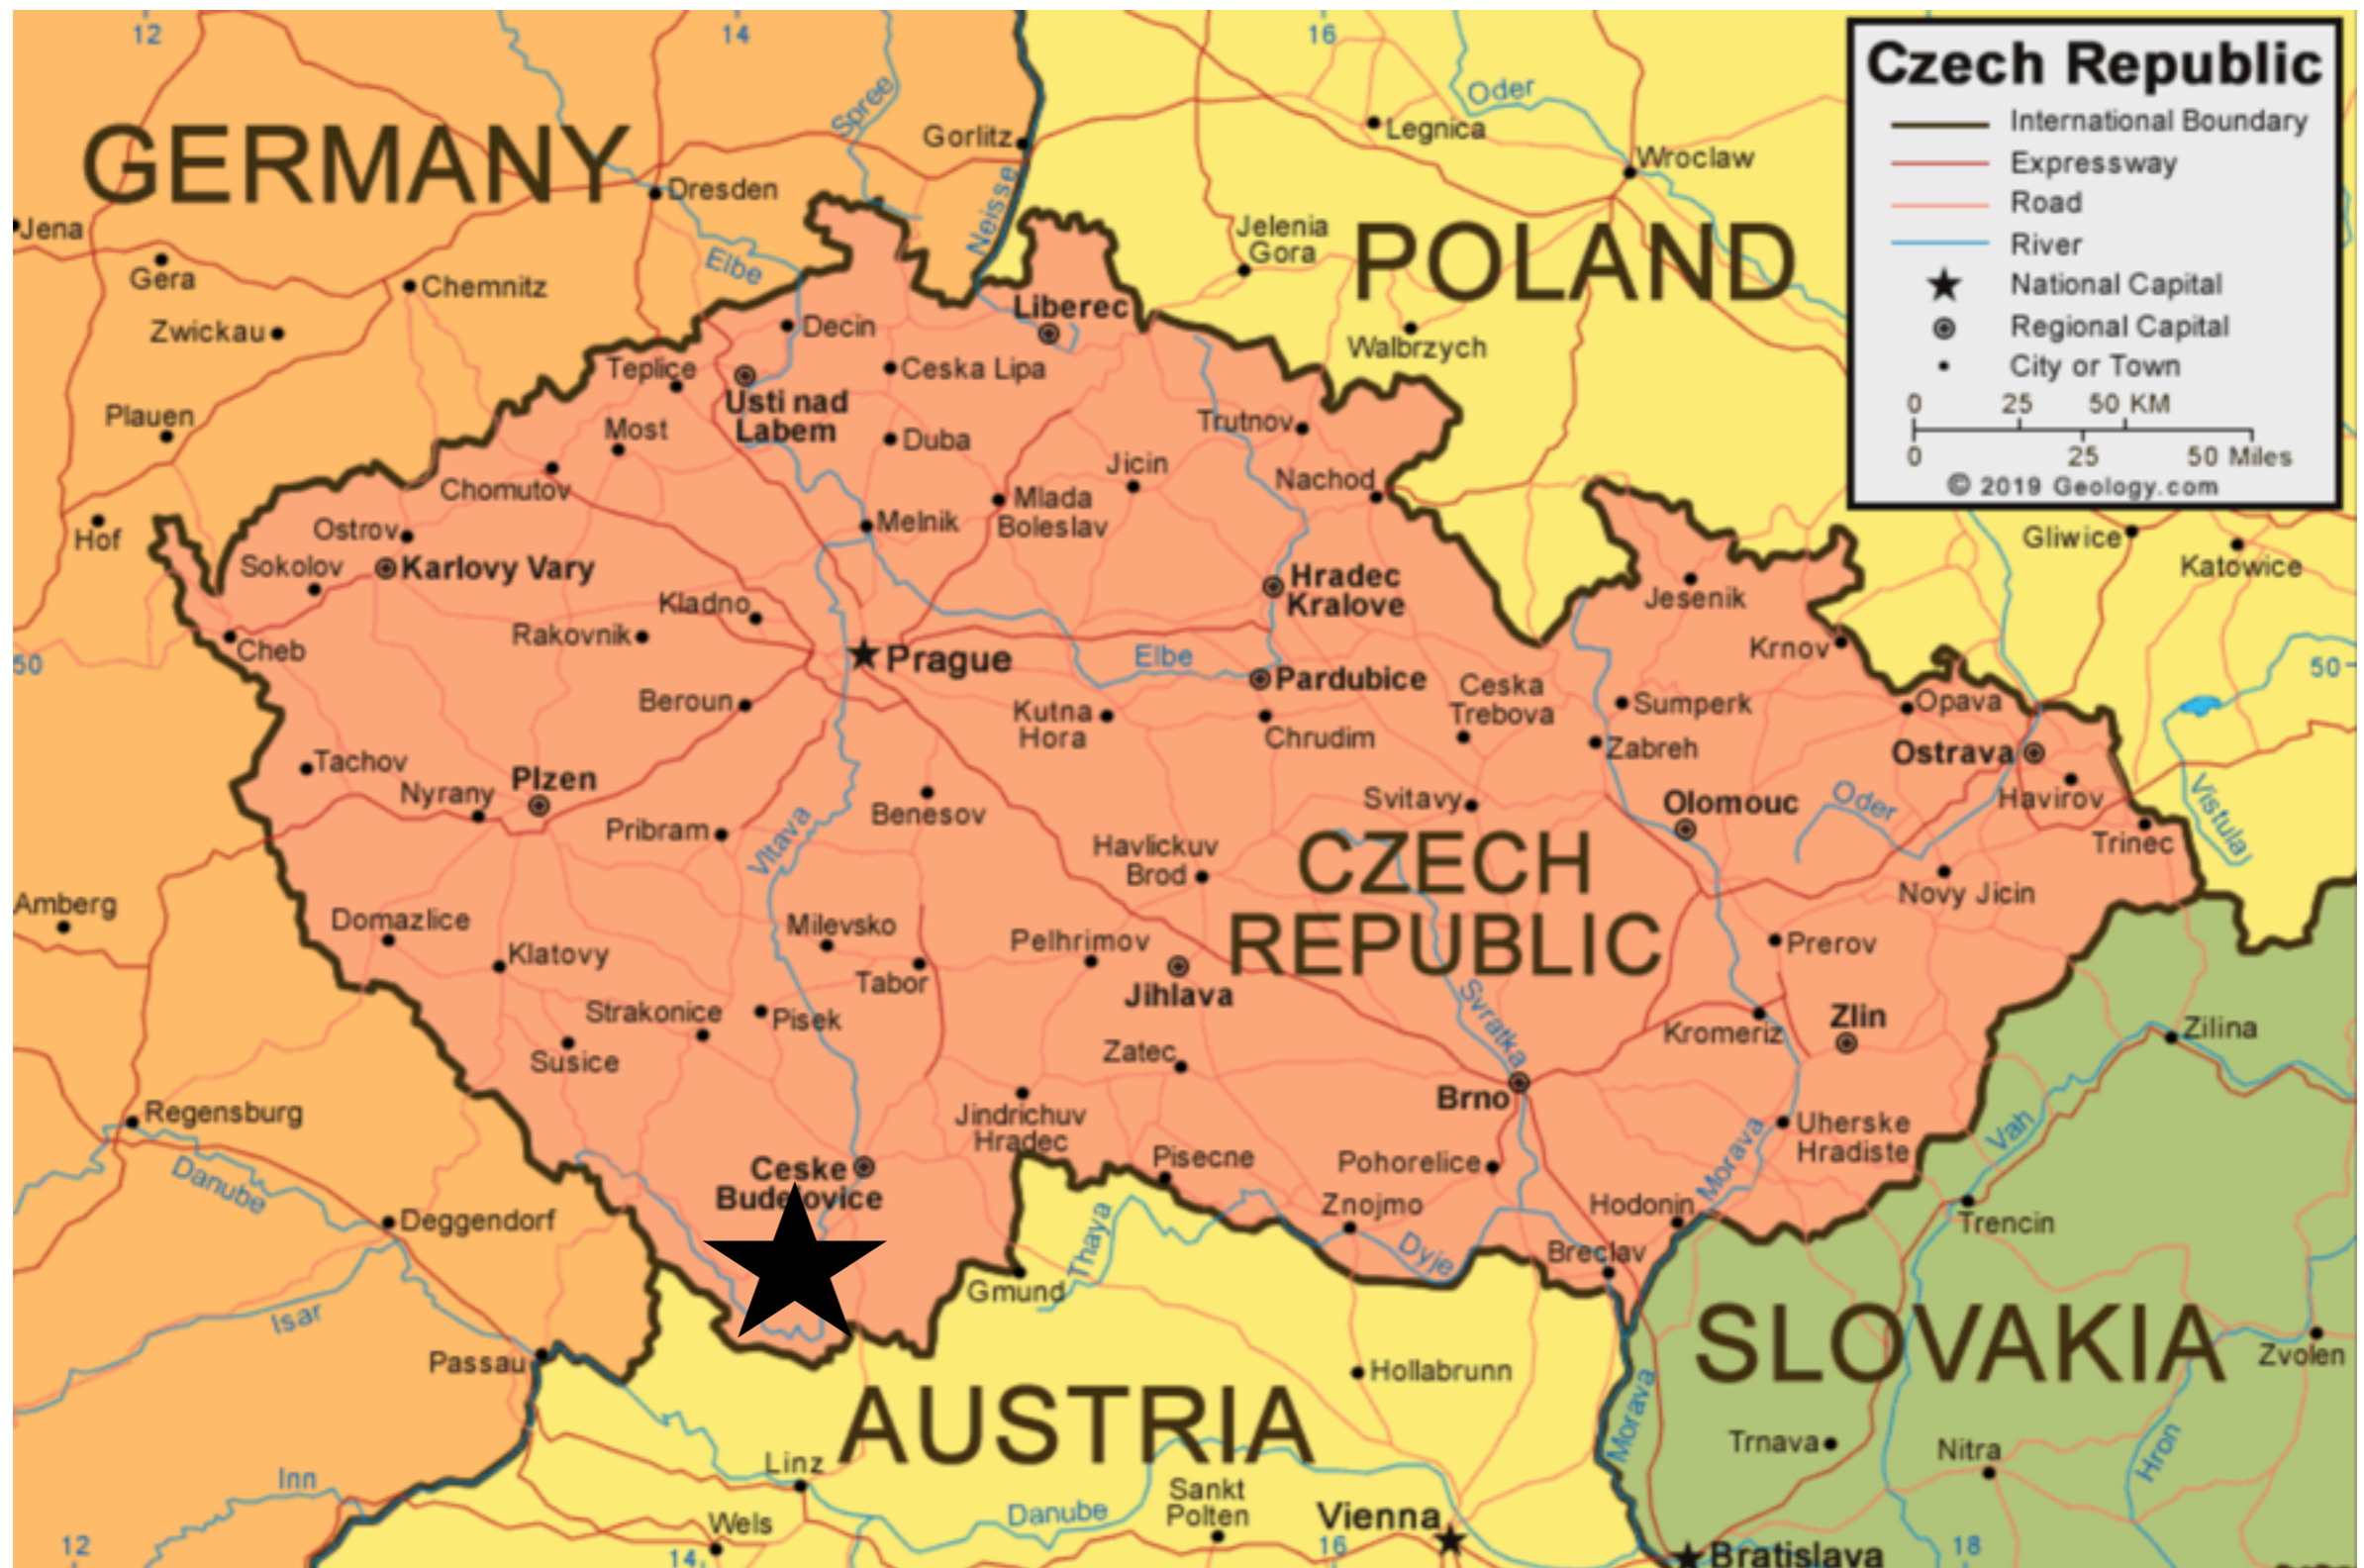 12
14
16
Czech Republic
International Boundary
Expressway
Road
River
National Capital
Regional Capital
City or Town
0 25 50 KM
0 25 50 Miles
© 2019 Geology.com
GERMANY
Spree
Gorlitz
Neisse
Oder
Legnica
Wroclaw
Dresden
Jena
Gera
Elbe
Chemnitz
Zwickau
Jelenia
Gora
POLAND
Walbrzych
Liberec
Decin
Teplice
Ceska Lipa
Usti nad
Labem
Plauen
Most
Duba
Trutnov
Chomutov
Jicin
Nachod
Mlada
Boleslav
Melnik
Hof
Ostrov
Sokolov
Karlovy Vary
Gliwice
Katowice
Hradec
Kralove
Jesenik
Kladno
Rakovnik
Cheb
Krnov
50
50
Prague
Elbe
Pardubice
Ceska
Trebova
Beroun
Kutna
Hora
Chrudim
Sumperk
Opava
Zabreh
Ostrava
Tachov
Plzen
Nyrany
Benesov
Svitavy
Olomouc
Oder
Havirov
Vistula
Pribram
Vltava
Trinec
Havlickuv
Brod
CZECH
REPUBLIC
Novy Jicin
Amberg
Domazlice
Klatovy
Milevsko
Tabor
Pelhrimov
Jihlava
Prerov
Strakonice
Pisek
Susice
Svratka
Kromeriz
Zlin
Zilina
Zatec
Brno
Regensburg
Jindrichuv
Hradec
Uherske
Hradiste
Vah
Danube
Ceske
Budejovice
Pisecne
Pohorelice
Morava
Deggendorf
Znojmo
Hodonin
Trencin
Thaya
Dyje
Breclav
Gmund
Isar
SLOVAKIA
Passau
Hollabrunn
Zvolen
AUSTRIA
Morava
Trnava
Nitra
Hron
Linz
Inn
Sankt
Polten
Danube
Vienna
Wels
12
14
16
Bratislava
18